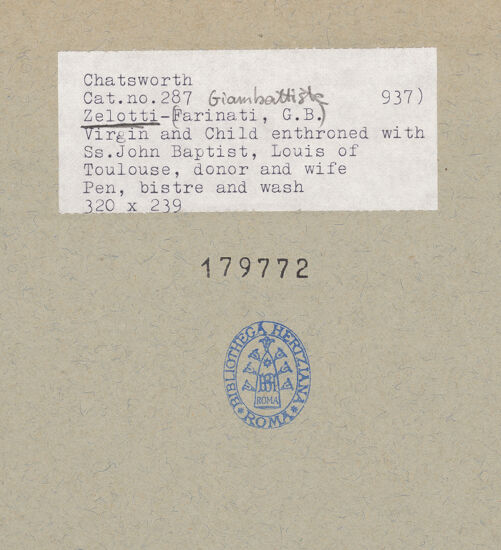 Chatsworth
Cat.no.287 Giambattista 937)
Zelotti-(Farinati, G.B.)
Virgin and Child enthroned with
Ss.John Baptist, Louis of
Toulouse, donor and wife
Pen, bistre and wash
320 x 239
179772
BIBLIOTHECA HERTZIANA
ROMA
ROMA